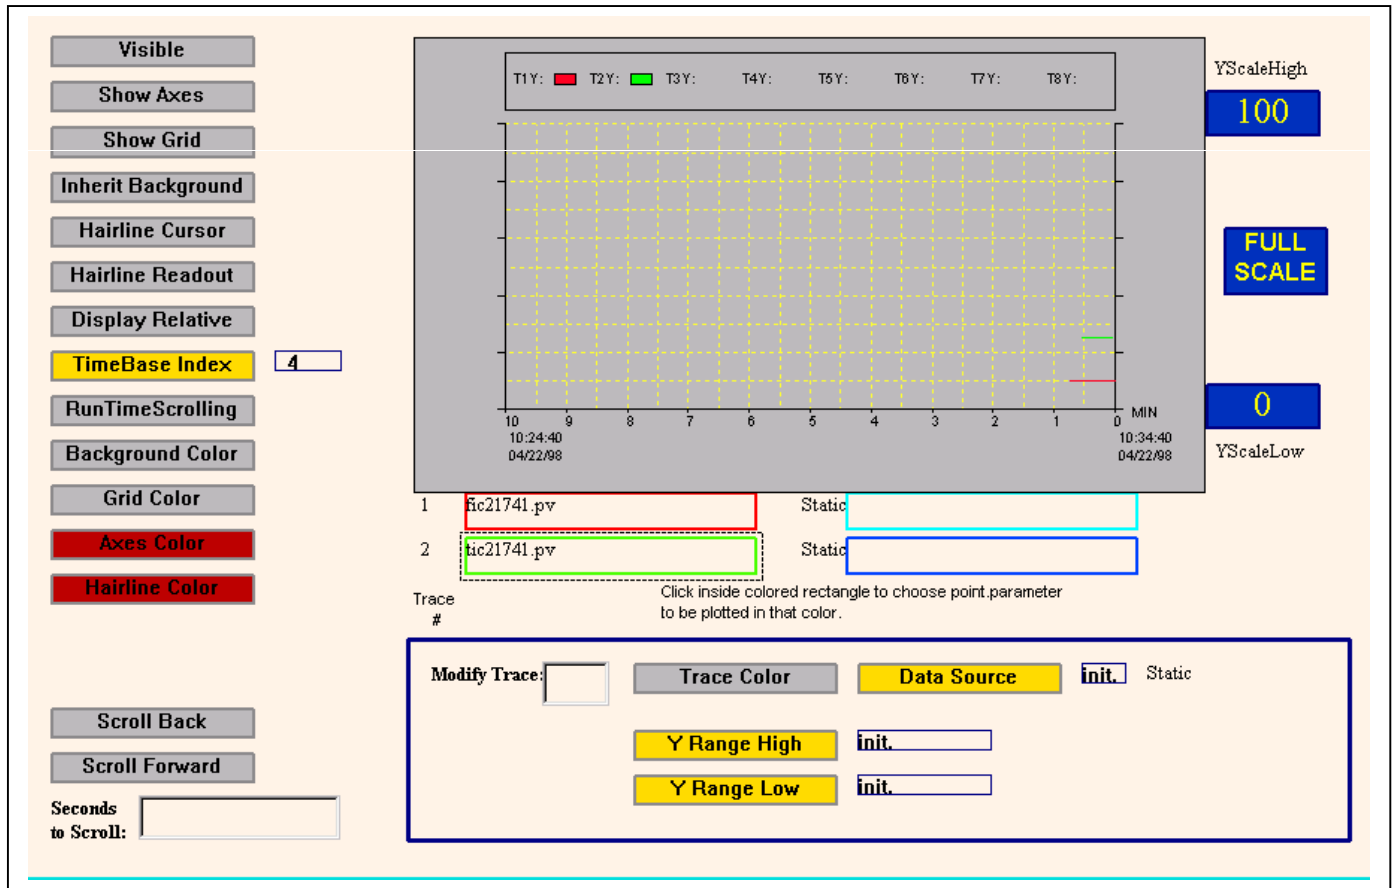 Visible
Show Axes
Show Grid
Inherit Background
Hairline Cursor
Hairline Readout
Display Relative
TimeBase Index 4
RunTimeScrolling
Background Color
Grid Color
Axes Color
Hairline Color
Scroll Back
Scroll Forward
Seconds
to Scroll:
T1Y: T2Y: T3Y: T4Y: T5Y: T6Y: T7Y: T8Y:
10 9 8 7 6 5 4 3 2 1 0 MIN
10:24:40 10:34:40
04/22/98 04/22/98
YScaleHigh
100
FULL
SCALE
0
YScaleLow
1 fic21741.pv Static
2 tic21741.pv Static
Trace
#
Click inside colored rectangle to choose point.parameter
to be plotted in that color.
Modify Trace: Trace Color Data Source init. Static
Y Range High init.
Y Range Low init.